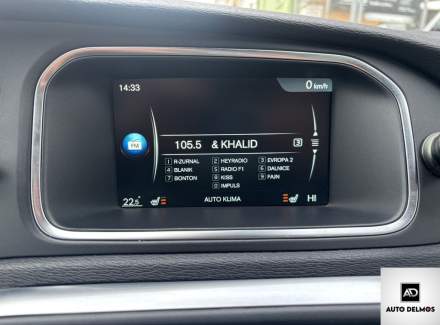 14:33
0 km/h
FM
105.5 & KHALID 3
1 R-ZURNAL 2 HEYRADIO 3 EVROPA 2
4 BLANIK 5 RADIO F1 6 DALNICE
7 BONTON 8 KISS 9 FAJN
0 IMPULS
22.5° AUTO KLIMA HI
AD
AUTO DELMOS